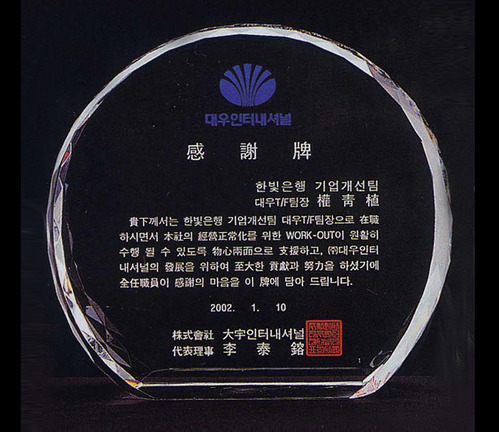 대우인터내셔널
感謝牌
한빛은행 기업개선팀
대우T/F팀장 權靑植
貴下께서는 한빛은행 기업개선팀 대우T/F팀장으로 在職
하시면서 本社의 經營正常化를 위한 WORK-OUT이 원활히
수행 될 수 있도록 物心兩面으로 支援하고, ㈜대우인터
내셔널의 發展을 위하여 至大한 貢獻과 努力을 하셨기에
全任職員이 感謝의 마음을 이 牌에 담아 드립니다.
2002. 1. 10
株式會社 大宇인터내셔널
代表理事 李泰鎔